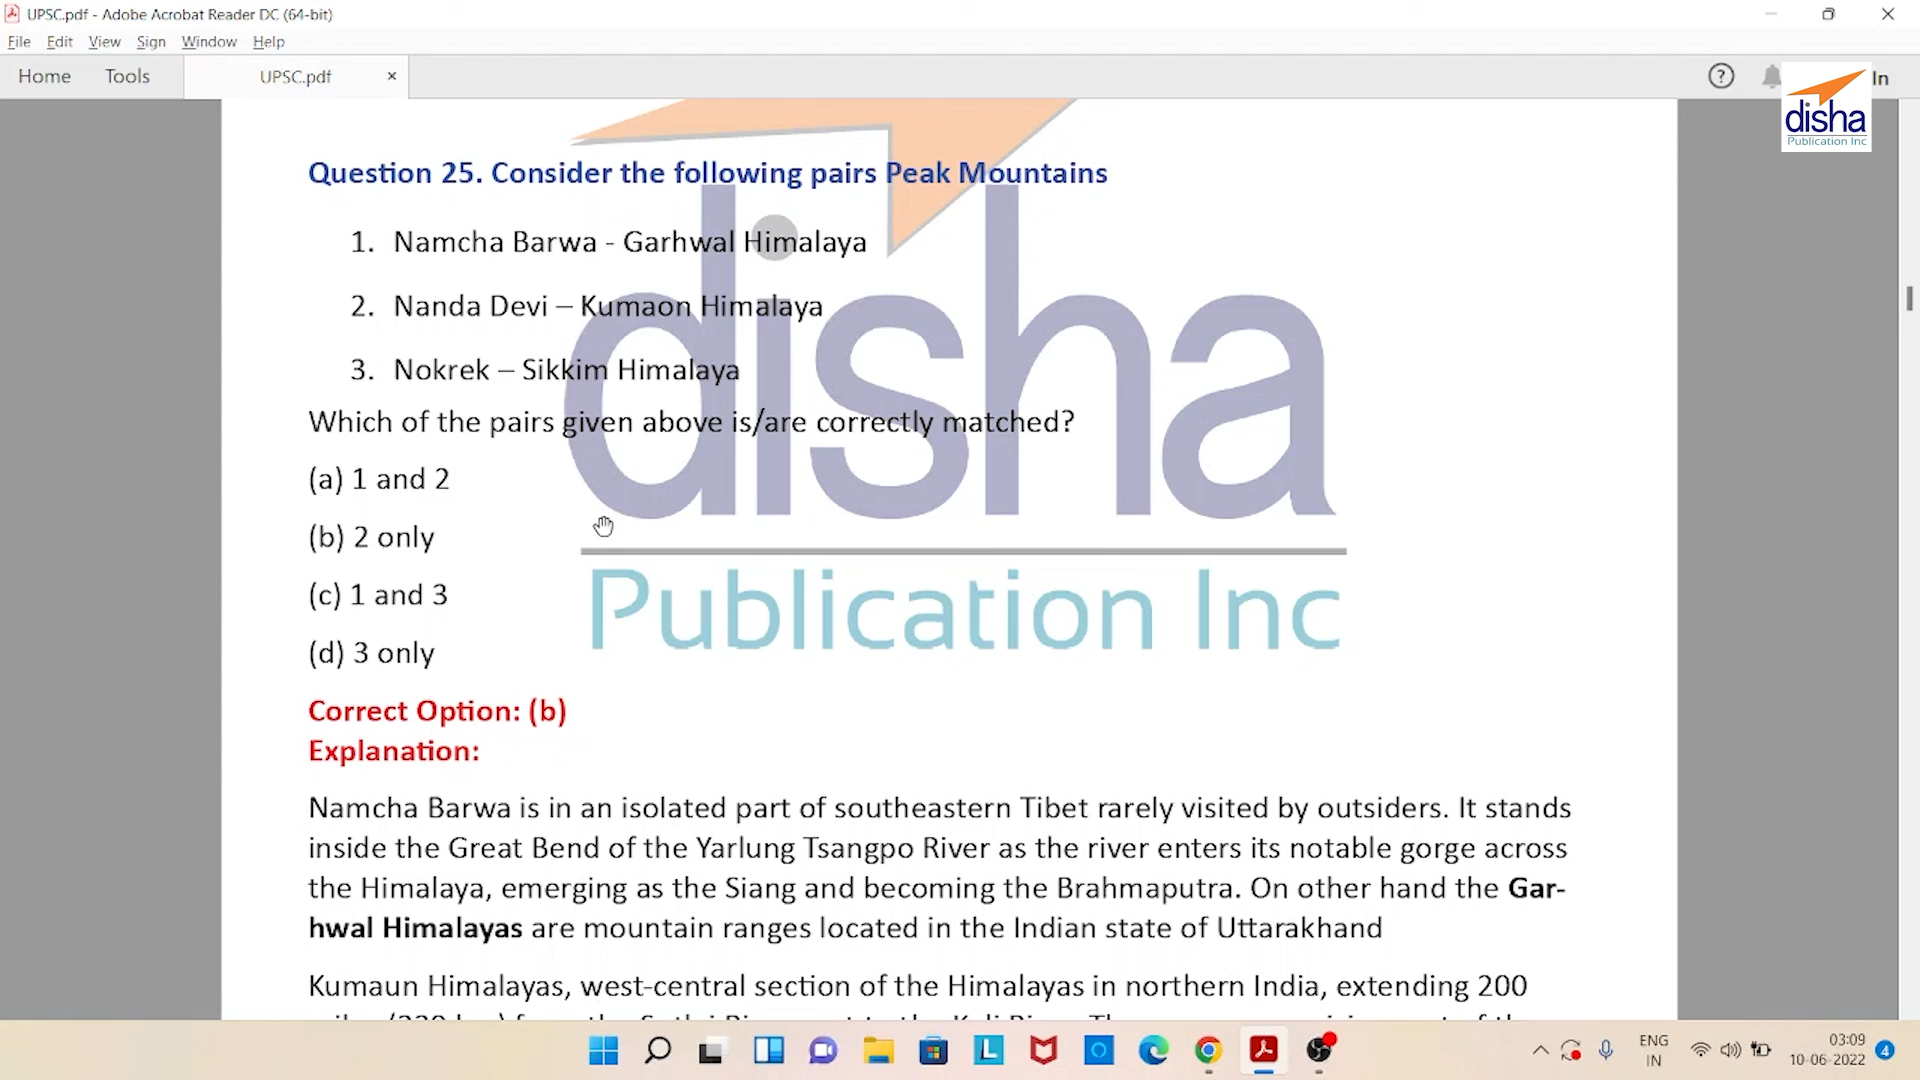 UPSC.pdf - Adobe Acrobat Reader DC (64-bit)
File Edit View Sign Window Help
Home Tools UPSC.pdf × ? In
disha
Publication Inc
Question 25. Consider the following pairs Peak Mountains
1. Namcha Barwa - Garhwal Himalaya
2. Nanda Devi – Kumaon Himalaya
3. Nokrek – Sikkim Himalaya
Which of the pairs given above is/are correctly matched?
(a) 1 and 2
(b) 2 only
(c) 1 and 3
(d) 3 only
disha
Publication Inc
Correct Option: (b)
Explanation:
Namcha Barwa is in an isolated part of southeastern Tibet rarely visited by outsiders. It stands
inside the Great Bend of the Yarlung Tsangpo River as the river enters its notable gorge across
the Himalaya, emerging as the Siang and becoming the Brahmaputra. On other hand the Gar-
hwal Himalayas are mountain ranges located in the Indian state of Uttarakhand
Kumaun Himalayas, west-central section of the Himalayas in northern India, extending 200
L
ENG
IN
03:09
10-06-2022
4